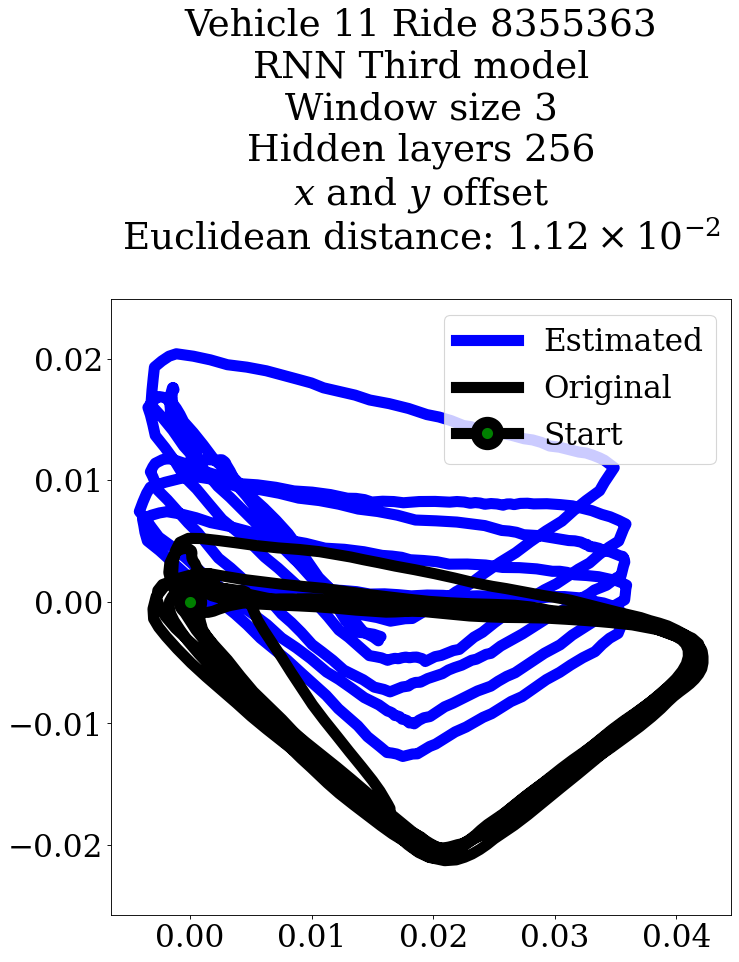 Vehicle 11 Ride 8355363
RNN Third model
Window size 3
Hidden layers 256
x and y offset
Euclidean distance: 1.12 × 10⁻²
Estimated
Original
Start
0.02
0.01
0.00
−0.01
−0.02
0.00 0.01 0.02 0.03 0.04